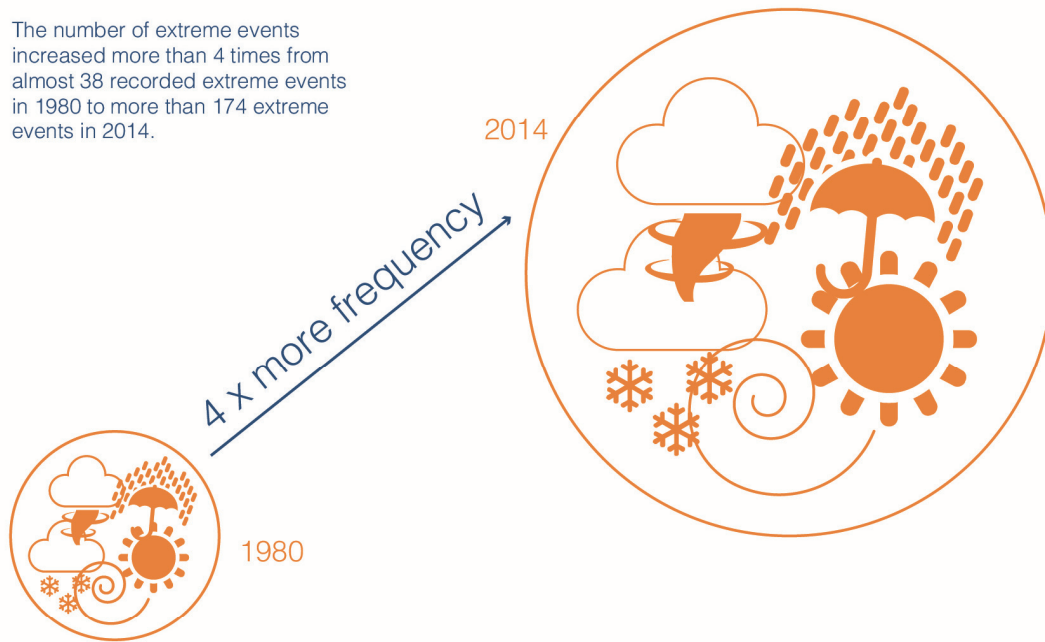 The number of extreme events
increased more than 4 times from
almost 38 recorded extreme events
in 1980 to more than 174 extreme
events in 2014.
2014
4 x more frequency
1980